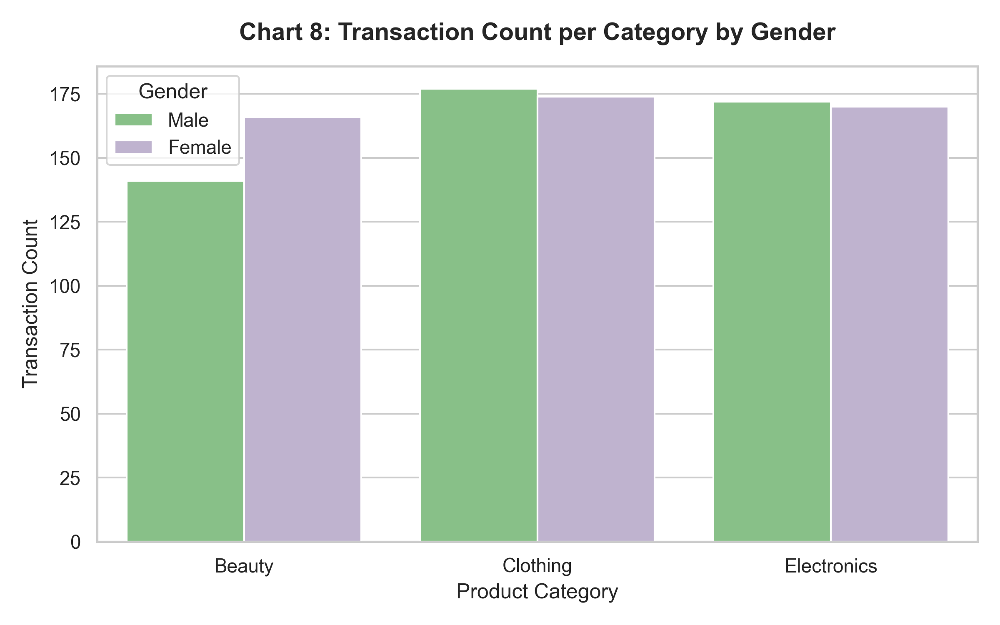 Chart 8: Transaction Count per Category by Gender
Gender
Male
Female
Transaction Count
175
150
125
100
75
50
25
0
Beauty Clothing Electronics
Product Category